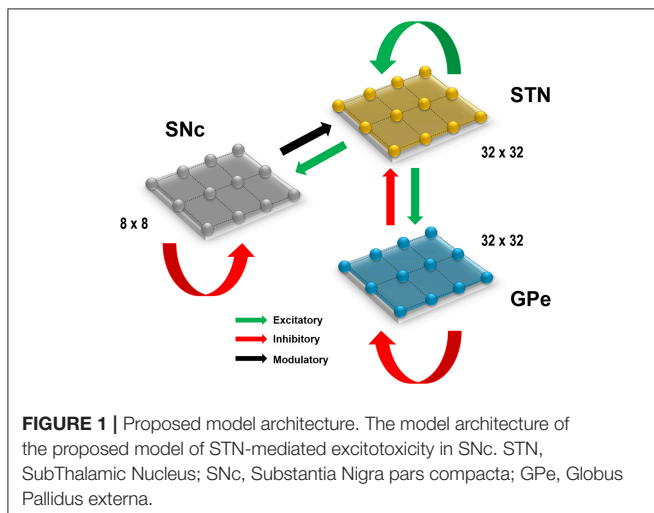 STN
SNc
32 x 32
8 x 8
32 x 32
GPe
Excitatory
Inhibitory
Modulatory
FIGURE 1 | Proposed model architecture. The model architecture of
the proposed model of STN-mediated excitotoxicity in SNc. STN,
SubThalamic Nucleus; SNc, Substantia Nigra pars compacta; GPe, Globus
Pallidus externa.